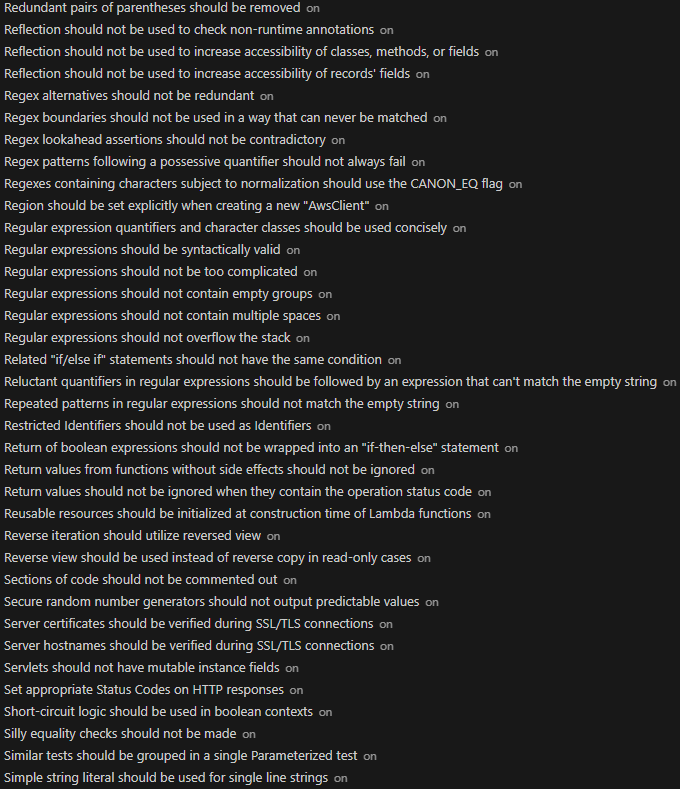 Redundant pairs of parentheses should be removed on
Reflection should not be used to check non-runtime annotations on
Reflection should not be used to increase accessibility of classes, methods, or fields on
Reflection should not be used to increase accessibility of records' fields on
Regex alternatives should not be redundant on
Regex boundaries should not be used in a way that can never be matched on
Regex lookahead assertions should not be contradictory on
Regex patterns following a possessive quantifier should not always fail on
Regexes containing characters subject to normalization should use the CANON_EQ flag on
Region should be set explicitly when creating a new "AwsClient" on
Regular expression quantifiers and character classes should be used concisely on
Regular expressions should be syntactically valid on
Regular expressions should not be too complicated on
Regular expressions should not contain empty groups on
Regular expressions should not contain multiple spaces on
Regular expressions should not overflow the stack on
Related "if/else if" statements should not have the same condition on
Reluctant quantifiers in regular expressions should be followed by an expression that can't match the empty string on
Repeated patterns in regular expressions should not match the empty string on
Restricted Identifiers should not be used as Identifiers on
Return of boolean expressions should not be wrapped into an "if-then-else" statement on
Return values from functions without side effects should not be ignored on
Return values should not be ignored when they contain the operation status code on
Reusable resources should be initialized at construction time of Lambda functions on
Reverse iteration should utilize reversed view on
Reverse view should be used instead of reverse copy in read-only cases on
Sections of code should not be commented out on
Secure random number generators should not output predictable values on
Server certificates should be verified during SSL/TLS connections on
Server hostnames should be verified during SSL/TLS connections on
Servlets should not have mutable instance fields on
Set appropriate Status Codes on HTTP responses on
Short-circuit logic should be used in boolean contexts on
Silly equality checks should not be made on
Similar tests should be grouped in a single Parameterized test on
Simple string literal should be used for single line strings on